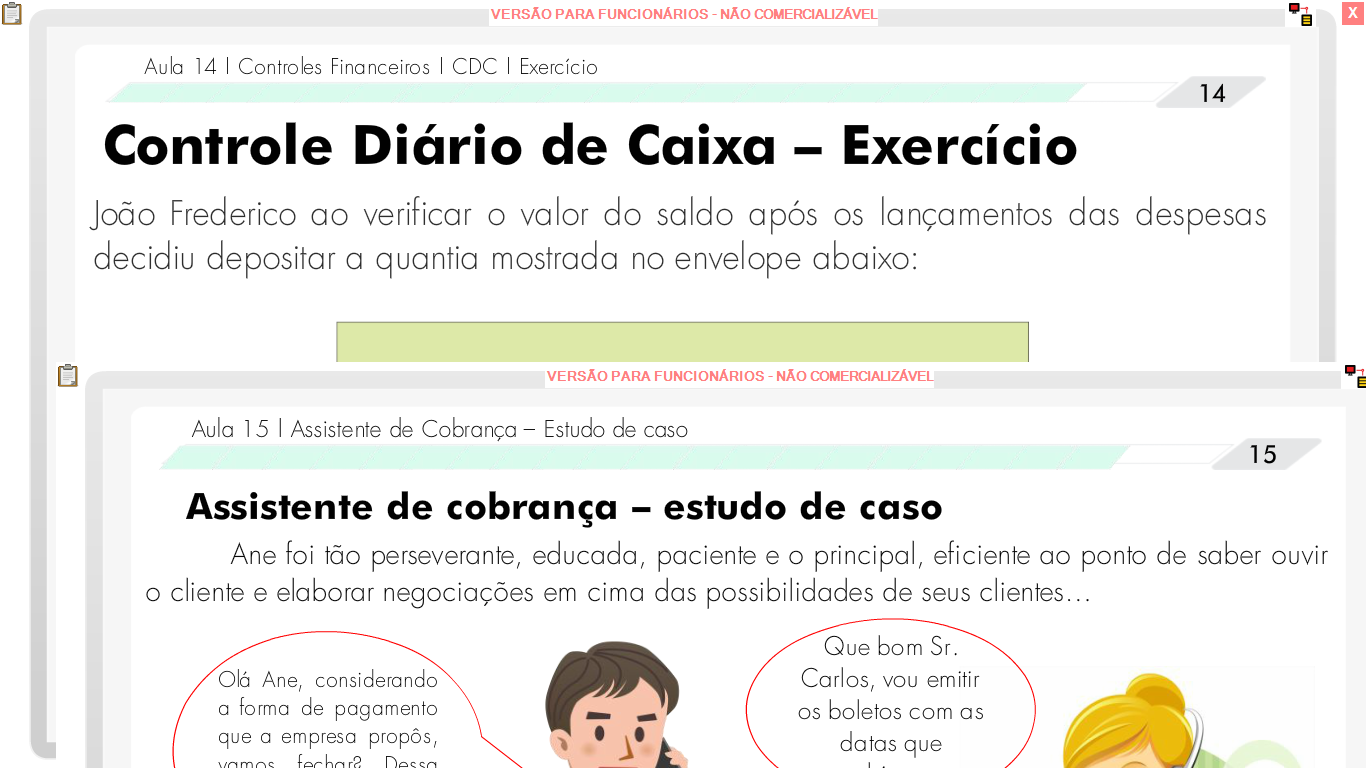 VERSÃO PARA FUNCIONÁRIOS - NÃO COMERCIALIZÁVEL
X
Aula 14 | Controles Financeiros | CDC | Exercício
14
Controle Diário de Caixa – Exercício
João Frederico ao verificar o valor do saldo após os lançamentos das despesas
decidiu depositar a quantia mostrada no envelope abaixo:
VERSÃO PARA FUNCIONÁRIOS - NÃO COMERCIALIZÁVEL
Aula 15 | Assistente de Cobrança – Estudo de caso
15
Assistente de cobrança – estudo de caso
Ane foi tão perseverante, educada, paciente e o principal, eficiente ao ponto de saber ouvir
o cliente e elaborar negociações em cima das possibilidades de seus clientes...
Olá Ane, considerando
a forma de pagamento
que a empresa propôs,
vamos fechar? Dessa
Que bom Sr.
Carlos, vou emitir
os boletos com as
datas que